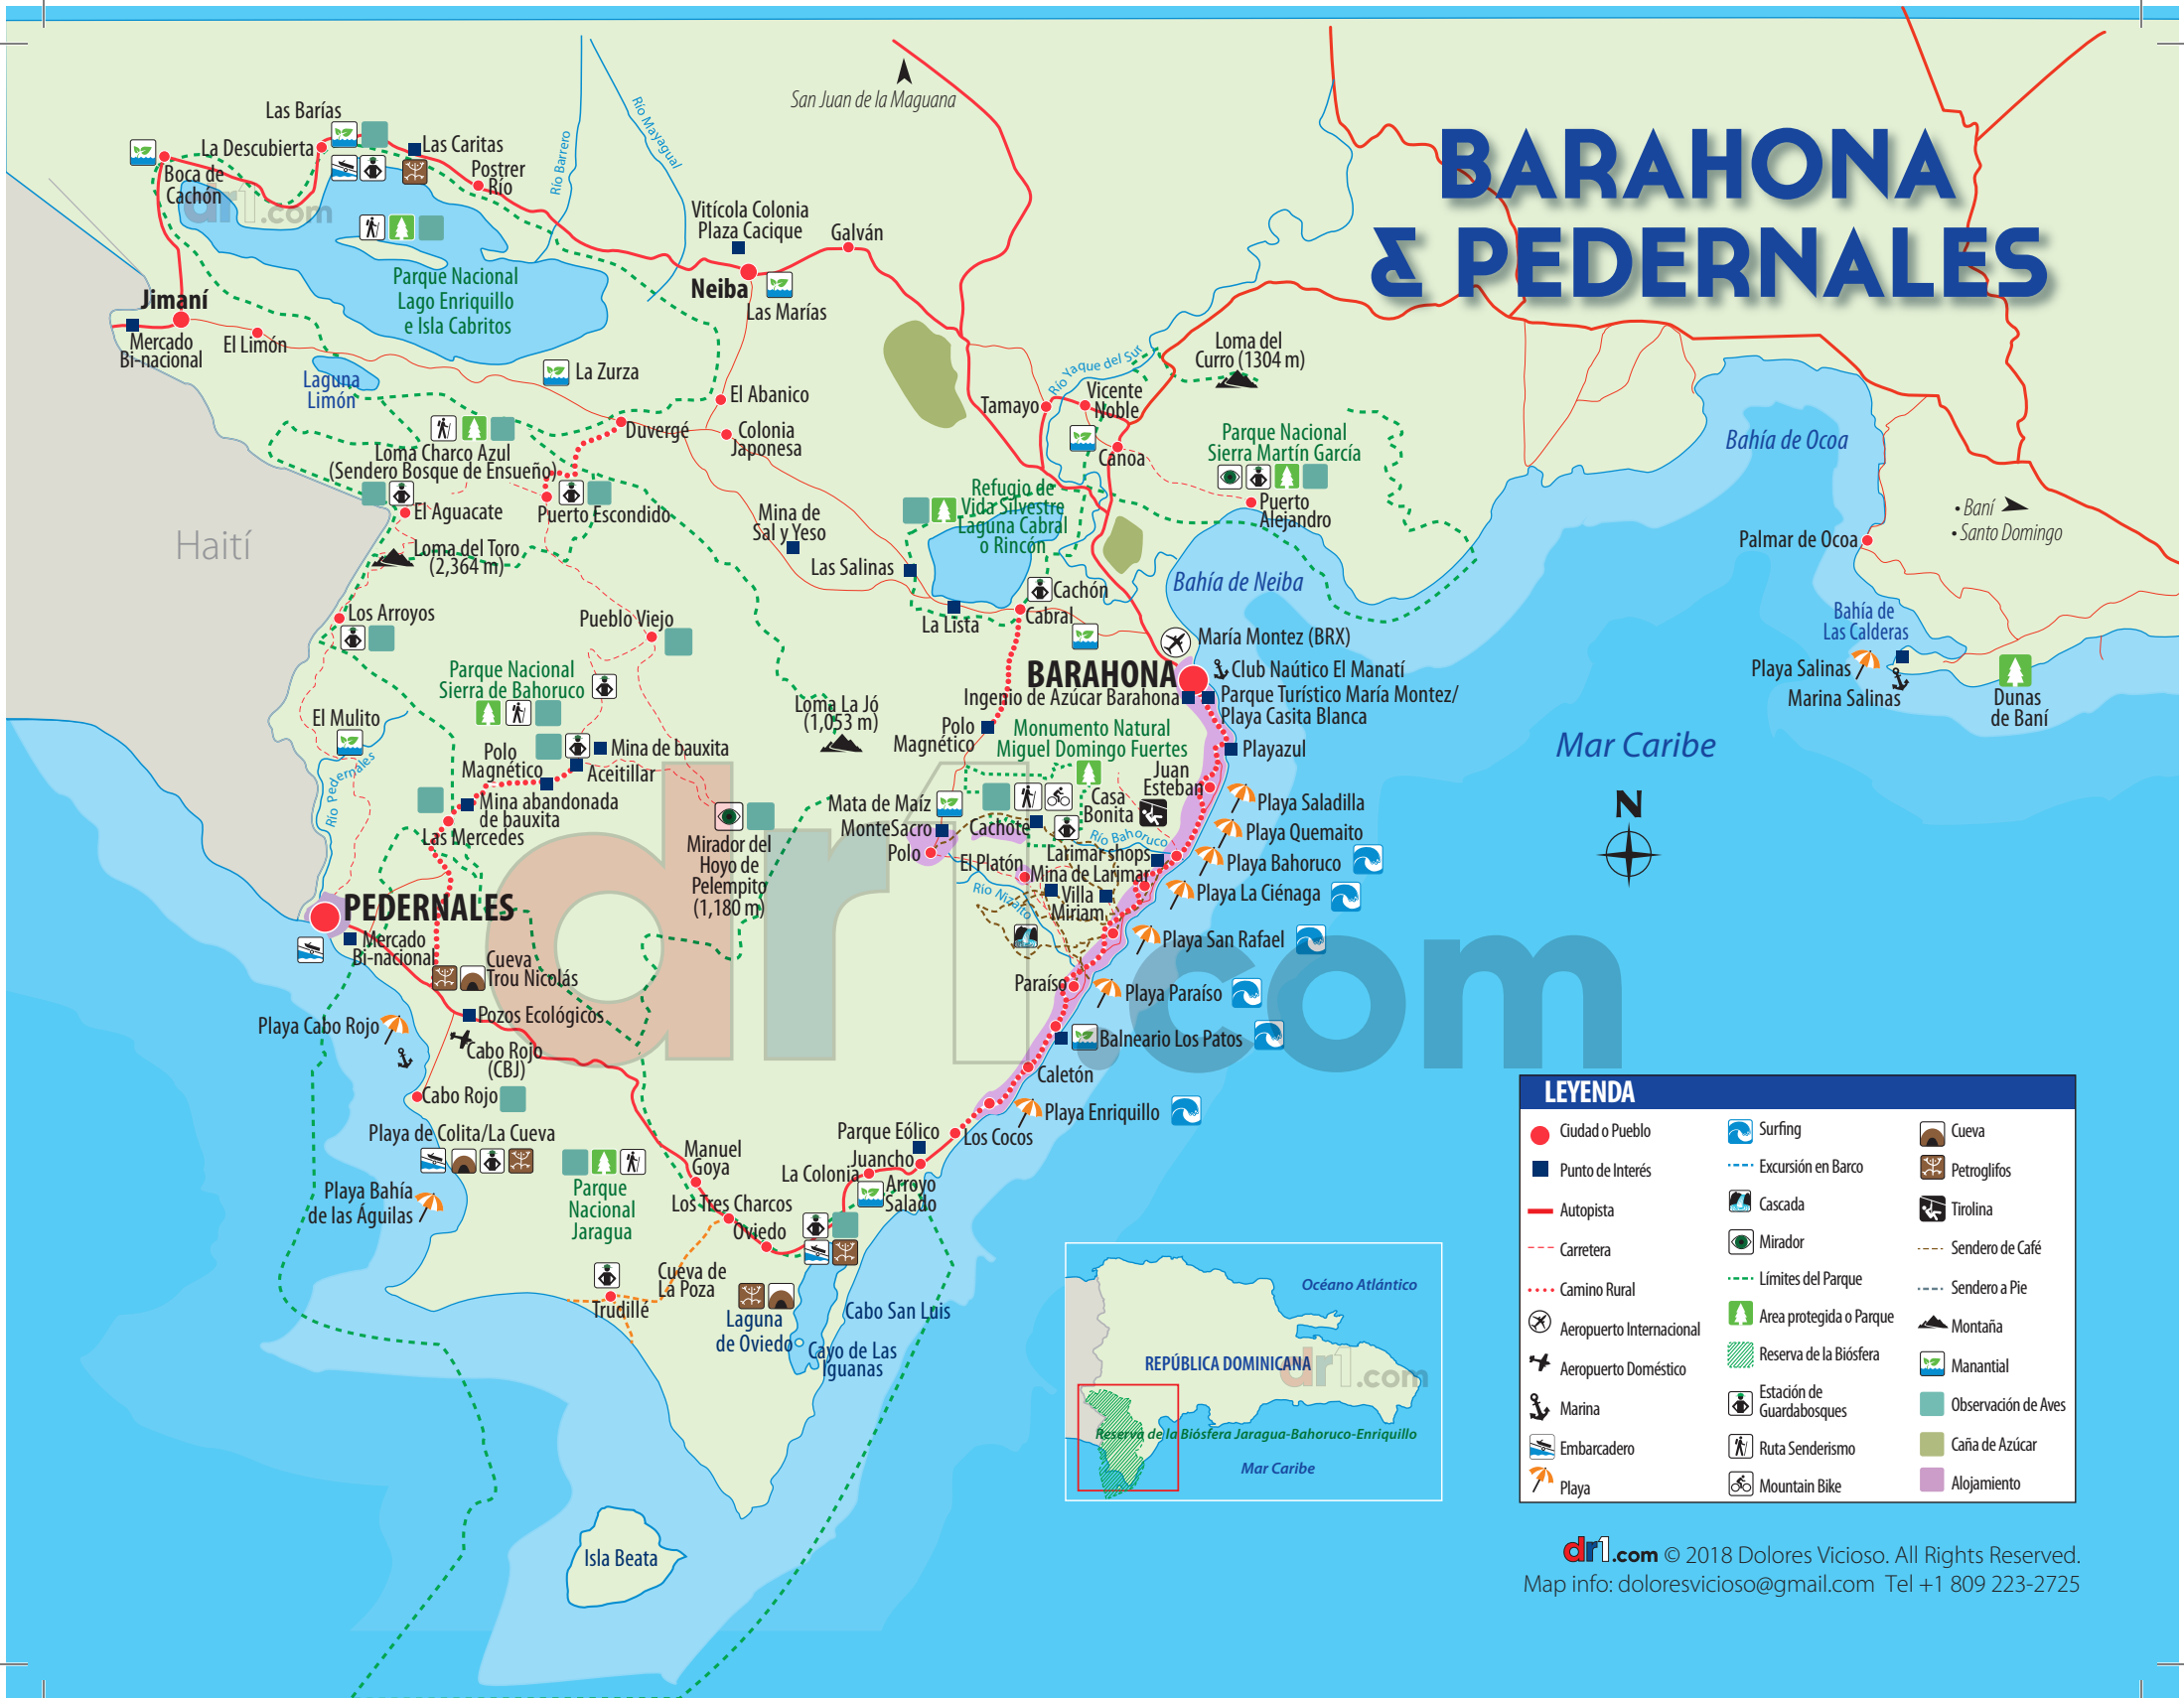 BARAHONA
& PEDERNALES
San Juan de la Maguana
Las Barías
La Descubierta
Las Caritas
Postrer
Río
Boca de
Cachón
dr1.com
Río Barrero
Río Mayagual
Vitícola Colonia
Plaza Cacique
Galván
Neiba
Las Marías
Parque Nacional
Lago Enriquillo
e Isla Cabritos
Jimaní
Mercado
Bi-nacional
El Limón
Laguna
Limón
La Zurza
El Abanico
Duvergé
Colonia
Japonesa
Loma Charco Azul
(Sendero Bosque de Ensueño)
El Aguacate
Puerto Escondido
Loma del Toro
(2,364 m)
Haití
Los Arroyos
Pueblo Viejo
Mina de
Sal y Yeso
Las Salinas
La Lista
Refugio de
Vida Silvestre
Laguna Cabral
o Rincón
Cachón
Cabral
Tamayo
Río Yaque del Sur
Vicente
Noble
Canoa
Loma del
Curro (1304 m)
Parque Nacional
Sierra Martín García
Puerto
Alejandro
Bahía de Neiba
Bahía de Ocoa
• Baní
• Santo Domingo
Palmar de Ocoa
Bahía de
Las Calderas
Playa Salinas
Marina Salinas
Dunas
de Baní
Mar Caribe
N
María Montez (BRX)
BARAHONA
Club Naútico El Manatí
Ingenio de Azúcar Barahona
Parque Turístico María Montez/
Playa Casita Blanca
Playazul
Parque Nacional
Sierra de Bahoruco
El Mulito
Río Pedernales
Polo
Magnético
Mina de bauxita
Aceitillar
Mina abandonada
de bauxita
Las Mercedes
Loma La Jó
(1,053 m)
Polo
Magnético
Monumento Natural
Miguel Domingo Fuertes
Juan
Esteban
Casa
Bonita
Mata de Maíz
MonteSacro
Cachote
Polo
Río Bahoruco
Larimar shops
El Platón
Mina de Larimar
Villa
Miriam
Río Nizaito
Playa Saladilla
Playa Quemaito
Playa Bahoruco
Playa La Ciénaga
Playa San Rafael
Paraíso
Playa Paraíso
Balneario Los Patos
Caletón
Playa Enriquillo
Los Cocos
Mirador del
Hoyo de
Pelempito
(1,180 m)
dr1.com
PEDERNALES
Mercado
Bi-nacional
Cueva
Trou Nicolás
Pozos Ecológicos
Playa Cabo Rojo
Cabo Rojo
(CBJ)
Cabo Rojo
Playa de Colita/La Cueva
Playa Bahía
de las Águilas
Parque
Nacional
Jaragua
Manuel
Goya
Los Tres Charcos
Oviedo
Parque Eólico
Juancho
La Colonia
Arroyo
Salado
Cueva de
La Poza
Trudillé
Laguna
de Oviedo
Cabo San Luis
Cayo de Las
Iguanas
Isla Beata
Océano Atlántico
REPÚBLICA DOMINICANA
dr1.com
Reserva de la Biósfera Jaragua-Bahoruco-Enriquillo
Mar Caribe
LEYENDA
Ciudad o Pueblo
Punto de Interés
Autopista
Carretera
Camino Rural
Aeropuerto Internacional
Aeropuerto Doméstico
Marina
Embarcadero
Playa
Surfing
Excursión en Barco
Cascada
Mirador
Límites del Parque
Area protegida o Parque
Reserva de la Biósfera
Estación de
Guardabosques
Ruta Senderismo
Mountain Bike
Cueva
Petroglifos
Tirolina
Sendero de Café
Sendero a Pie
Montaña
Manantial
Observación de Aves
Caña de Azúcar
Alojamiento
dr1.com © 2018 Dolores Vicioso. All Rights Reserved.
Map info: doloresvicioso@gmail.com Tel +1 809 223-2725